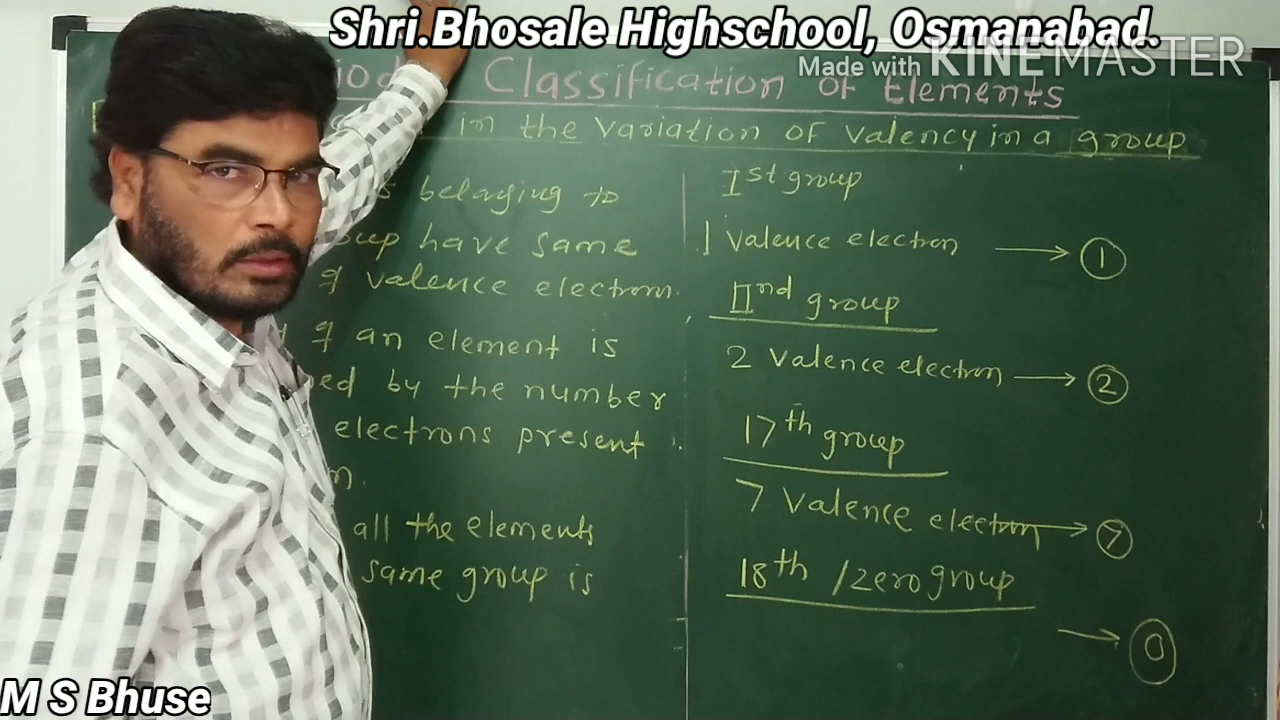 Shri.Bhosale Highschool, Osmanabad.
Made with KINEMASTER
Classification of Elements
in the variation of valency in a group
belaying to
have same
of valence electrons.
of an element is
by the number
electrons present
all the elements
same group is
Ist group
1 Valence electron → 1
IInd group
2 Valence electron → 2
17th group
7 Valence electron → 7
18th /zero group
→ 0
M S Bhuse